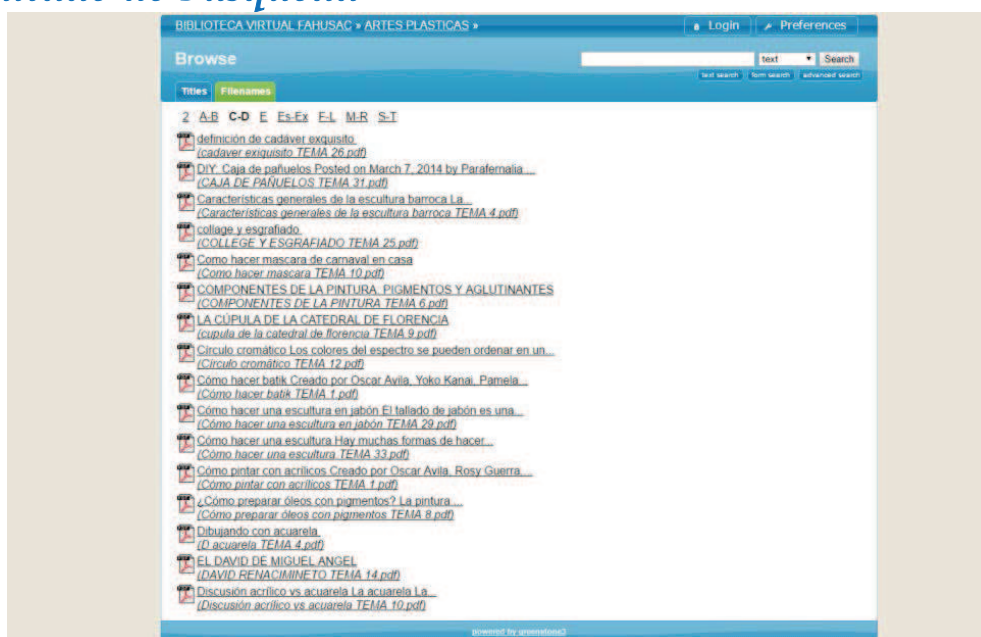 BIBLIOTECA VIRTUAL FAHUSAC » ARTES PLASTICAS »
Login
Preferences
Browse
text
Search
text search
form search
advanced search
Titles
Filenames
2 A-B C-D E Es-Ex F-L M-R S-T
definición de cadáver exquisito
(cadaver exiquisito TEMA 26.pdf)
DIY: Caja de pañuelos Posted on March 7, 2014 by Parafernalia ...
(CAJA DE PAÑUELOS TEMA 31.pdf)
Características generales de la escultura barroca La...
(Características generales de la escultura barroca TEMA 4.pdf)
collage y esgrafiado
(COLLEGE Y ESGRAFIADO TEMA 25.pdf)
Como hacer mascara de carnaval en casa
(Como hacer mascara TEMA 10.pdf)
COMPONENTES DE LA PINTURA: PIGMENTOS Y AGLUTINANTES
(COMPONENTES DE LA PINTURA TEMA 6.pdf)
LA CÚPULA DE LA CATEDRAL DE FLORENCIA
(cupula de la catedral de florencia TEMA 9.pdf)
Círculo cromático Los colores del espectro se pueden ordenar en un...
(Círculo cromático TEMA 12.pdf)
Cómo hacer batik Creado por Oscar Avila, Yoko Kanai, Pamela...
(Cómo hacer batik TEMA 1.pdf)
Cómo hacer una escultura en jabón El tallado de jabón es una...
(Cómo hacer una escultura en jabón TEMA 29.pdf)
Cómo hacer una escultura Hay muchas formas de hacer...
(Cómo hacer una escultura TEMA 33.pdf)
Cómo pintar con acrílicos Creado por Oscar Avila, Rosy Guerra, ...
(Cómo pintar con acrílicos TEMA 1.pdf)
¿Cómo preparar óleos con pigmentos? La pintura ...
(Cómo preparar óleos con pigmentos TEMA 8.pdf)
Dibujando con acuarela
(D acuarela TEMA 4.pdf)
EL DAVID DE MIGUEL ANGEL
(DAVID RENACIMINETO TEMA 14.pdf)
Discusión acrílico vs acuarela La acuarela La...
(Discusión acrílico vs acuarela TEMA 10.pdf)
powered by greenstone3